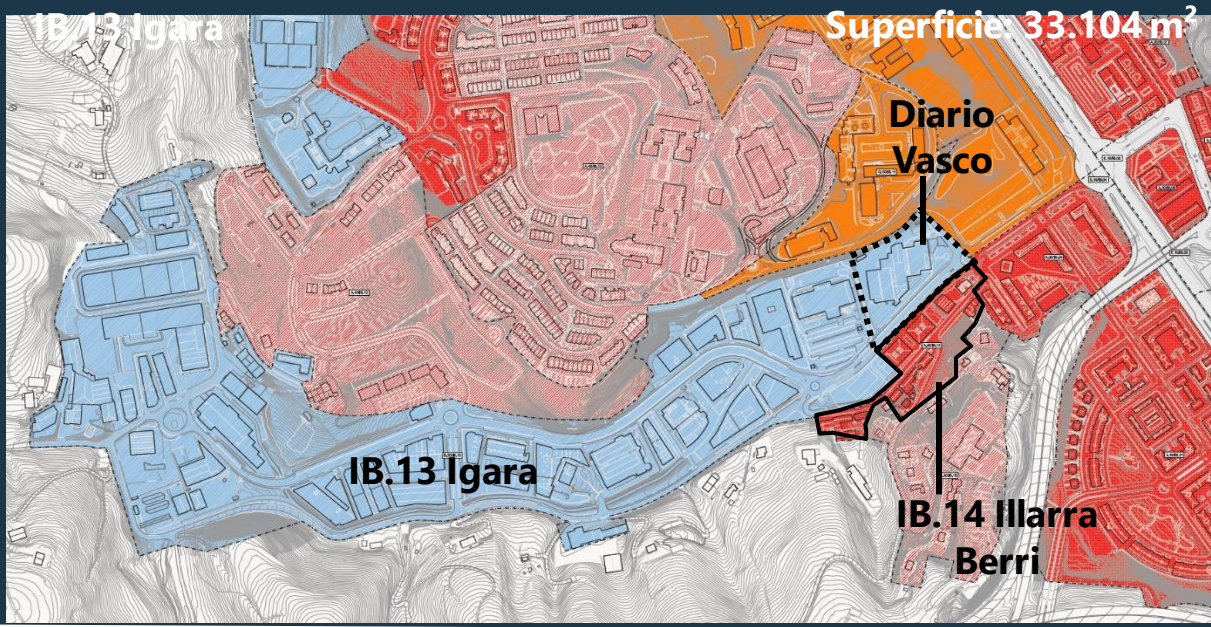 IB.13 Igara
Superficie: 33.104 m²
Diario
Vasco
IB.13 Igara
IB.14 Illarra
Berri